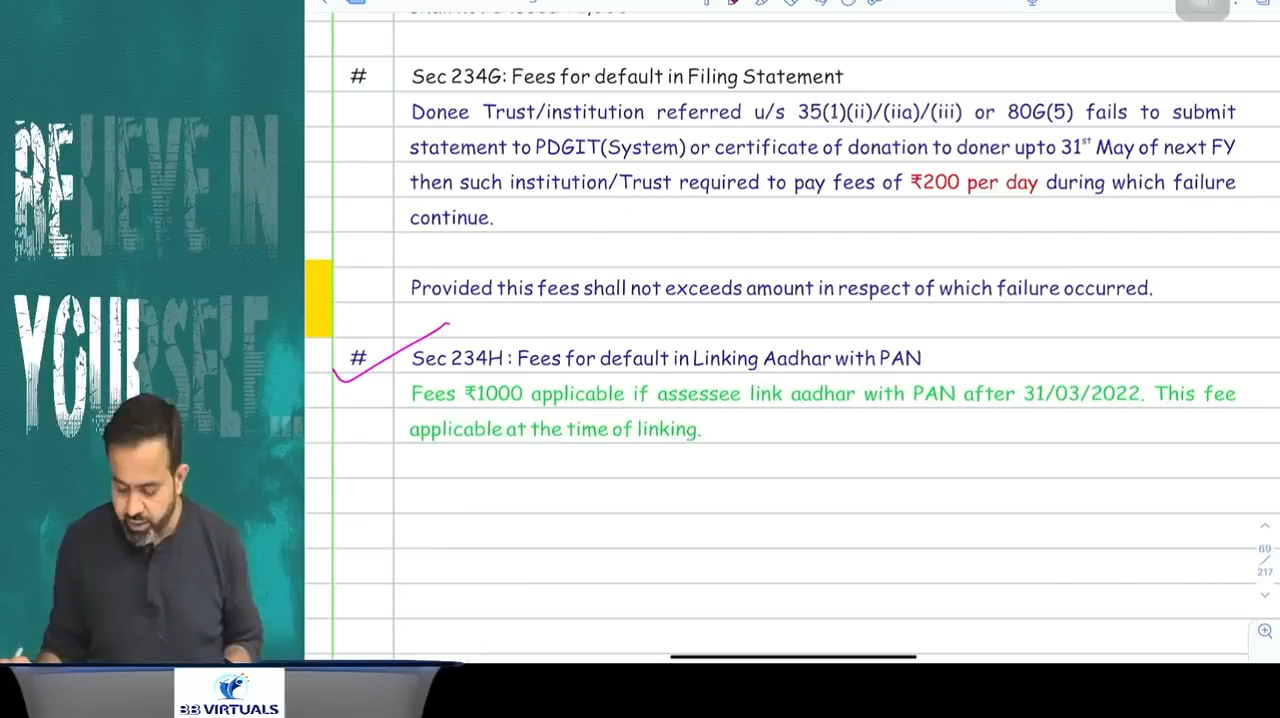 # Sec 234G: Fees for default in Filing Statement
Donee Trust/institution referred u/s 35(1)(ii)/(iia)/(iii) or 80G(5) fails to submit
statement to PDGIT(System) or certificate of donation to doner upto 31st May of next FY
then such institution/Trust required to pay fees of ₹200 per day during which failure
continue.
Provided this fees shall not exceeds amount in respect of which failure occurred.
# Sec 234H : Fees for default in Linking Aadhar with PAN
Fees ₹1000 applicable if assessee link aadhar with PAN after 31/03/2022. This fee
applicable at the time of linking.
BELIEVE IN
YOURSELF...
69
217
BB VIRTUALS